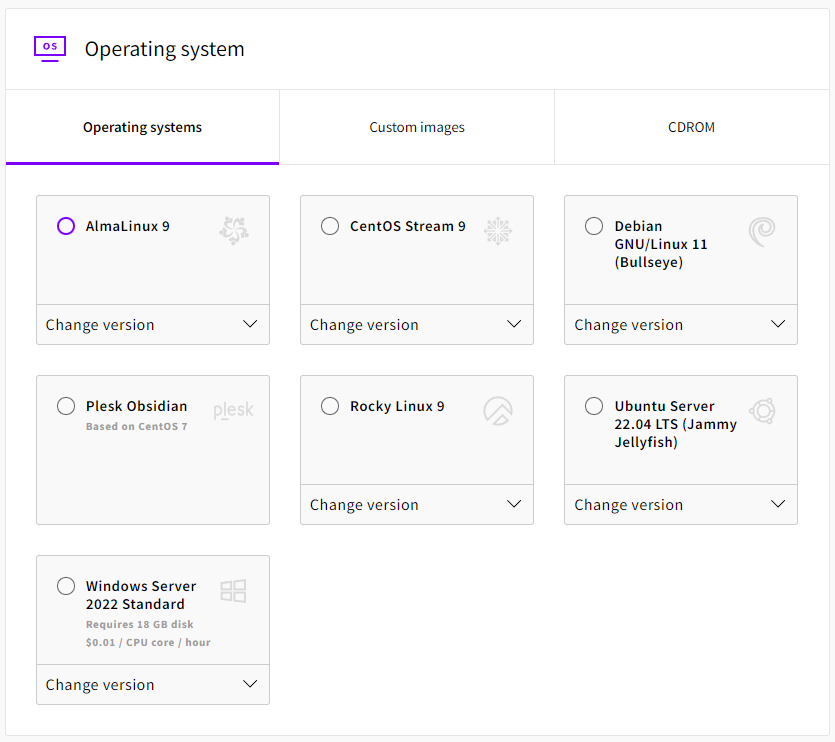 OS
Operating system
Operating systems
Custom images
CDROM
AlmaLinux 9
Change version
CentOS Stream 9
Change version
Debian
GNU/Linux 11
(Bullseye)
Change version
Plesk Obsidian
Based on CentOS 7
plesk
Rocky Linux 9
Change version
Ubuntu Server
22.04 LTS (Jammy
Jellyfish)
Change version
Windows Server
2022 Standard
Requires 18 GB disk
$0.01 / CPU core / hour
Change version